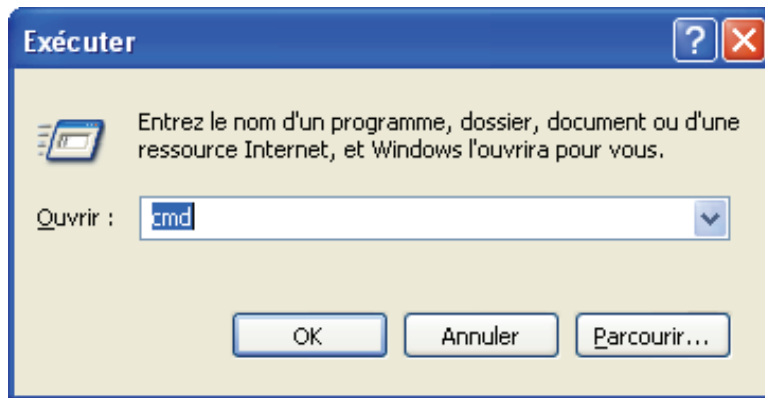 Exécuter
Entrez le nom d'un programme, dossier, document ou d'une
ressource Internet, et Windows l'ouvrira pour vous.
Ouvrir : cmd
OK Annuler Parcourir...